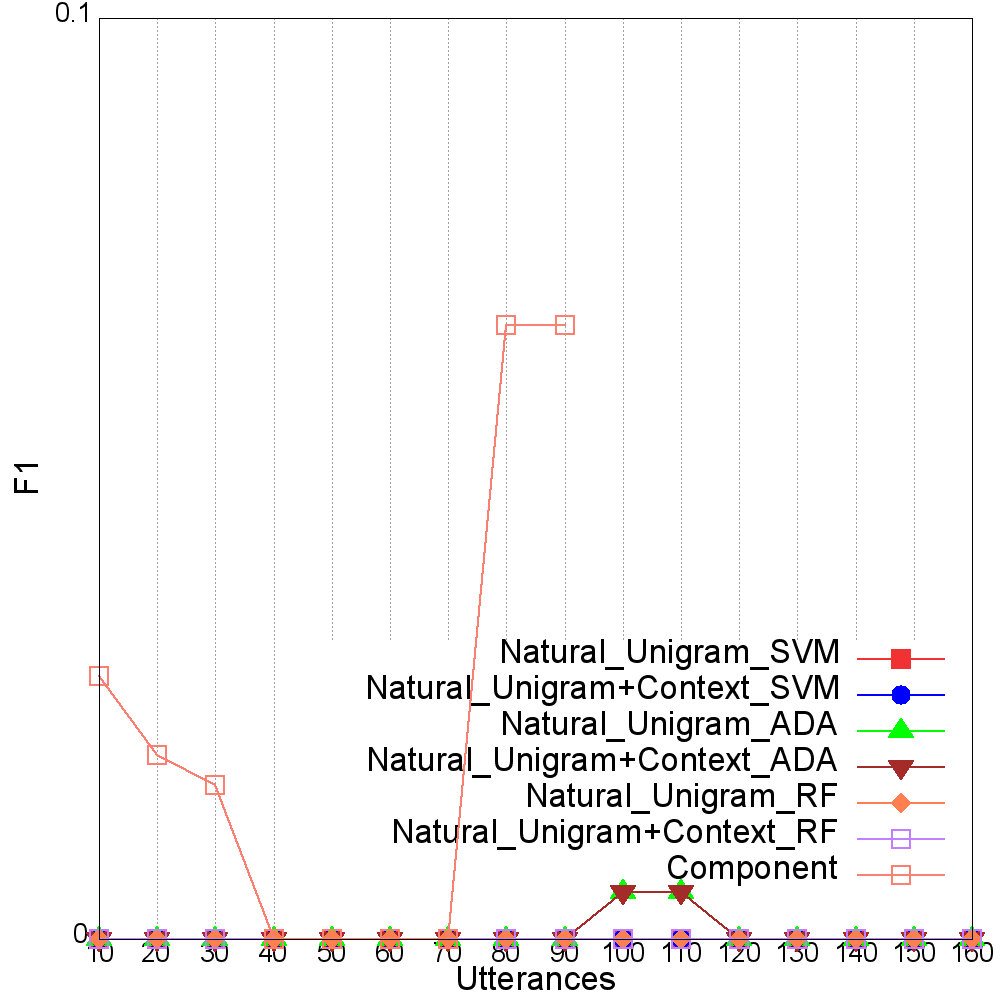 0.1
F1
Natural_Unigram_SVM
Natural_Unigram+Context_SVM
Natural_Unigram_ADA
Natural_Unigram+Context_ADA
Natural_Unigram_RF
Natural_Unigram+Context_RF
Component
0
10 20 30 40 50 60 70 80 90 100 110 120 130 140 150 160
Utterances